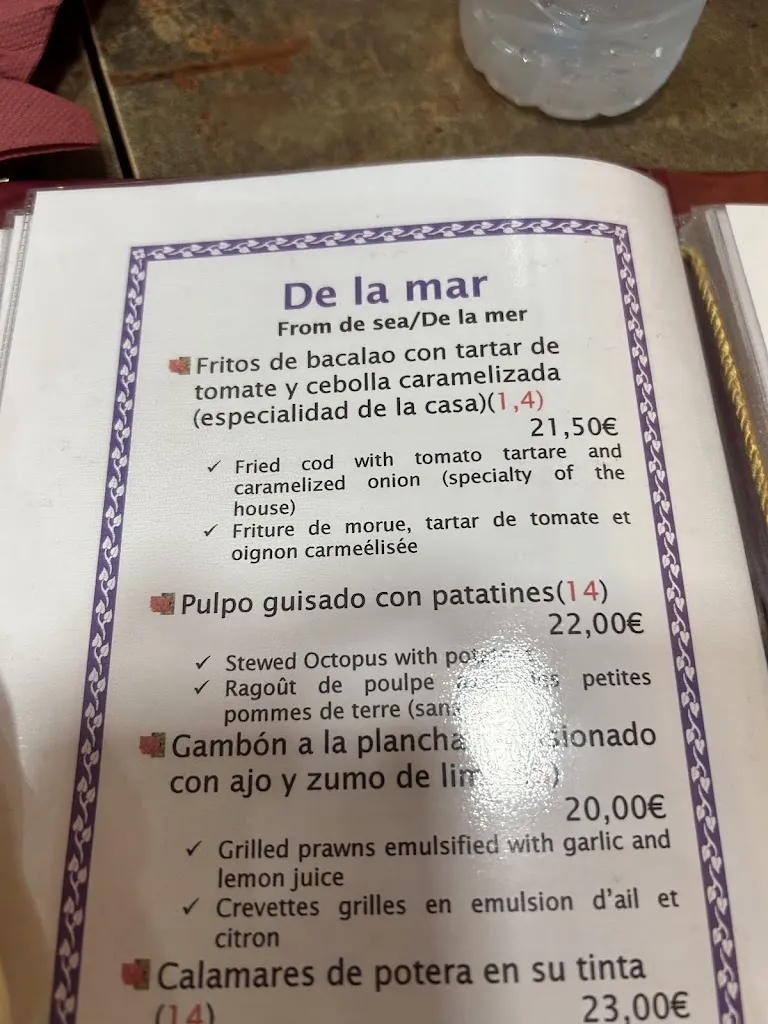 De la mar
From de sea/De la mer
Fritos de bacalao con tartar de
tomate y cebolla caramelizada
(especialidad de la casa)(1,4)
21,50€
✓ Fried cod with tomato tartare and
caramelized onion (specialty of the
house)
✓ Friture de morue, tartar de tomate et
oignon carmeélisée
Pulpo guisado con patatines(14)
22,00€
✓ Stewed Octopus with
✓ Ragoût de poulpe petites
pommes de terre
Gambón a la plancha
con ajo y zumo de
20,00€
✓ Grilled prawns emulsified with garlic and
lemon juice
✓ Crevettes grilles en emulsion d'ail et
citron
Calamares de potera en su tinta
(14)
23,00€